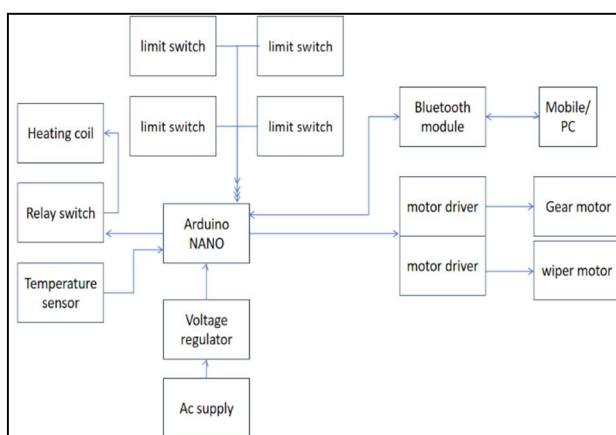 limit switch
limit switch
limit switch
limit switch
Heating coil
Bluetooth
module
Mobile/
PC
Relay switch
Arduino
NANO
motor driver
Gear motor
motor driver
wiper motor
Temperature
sensor
Voltage
regulator
Ac supply